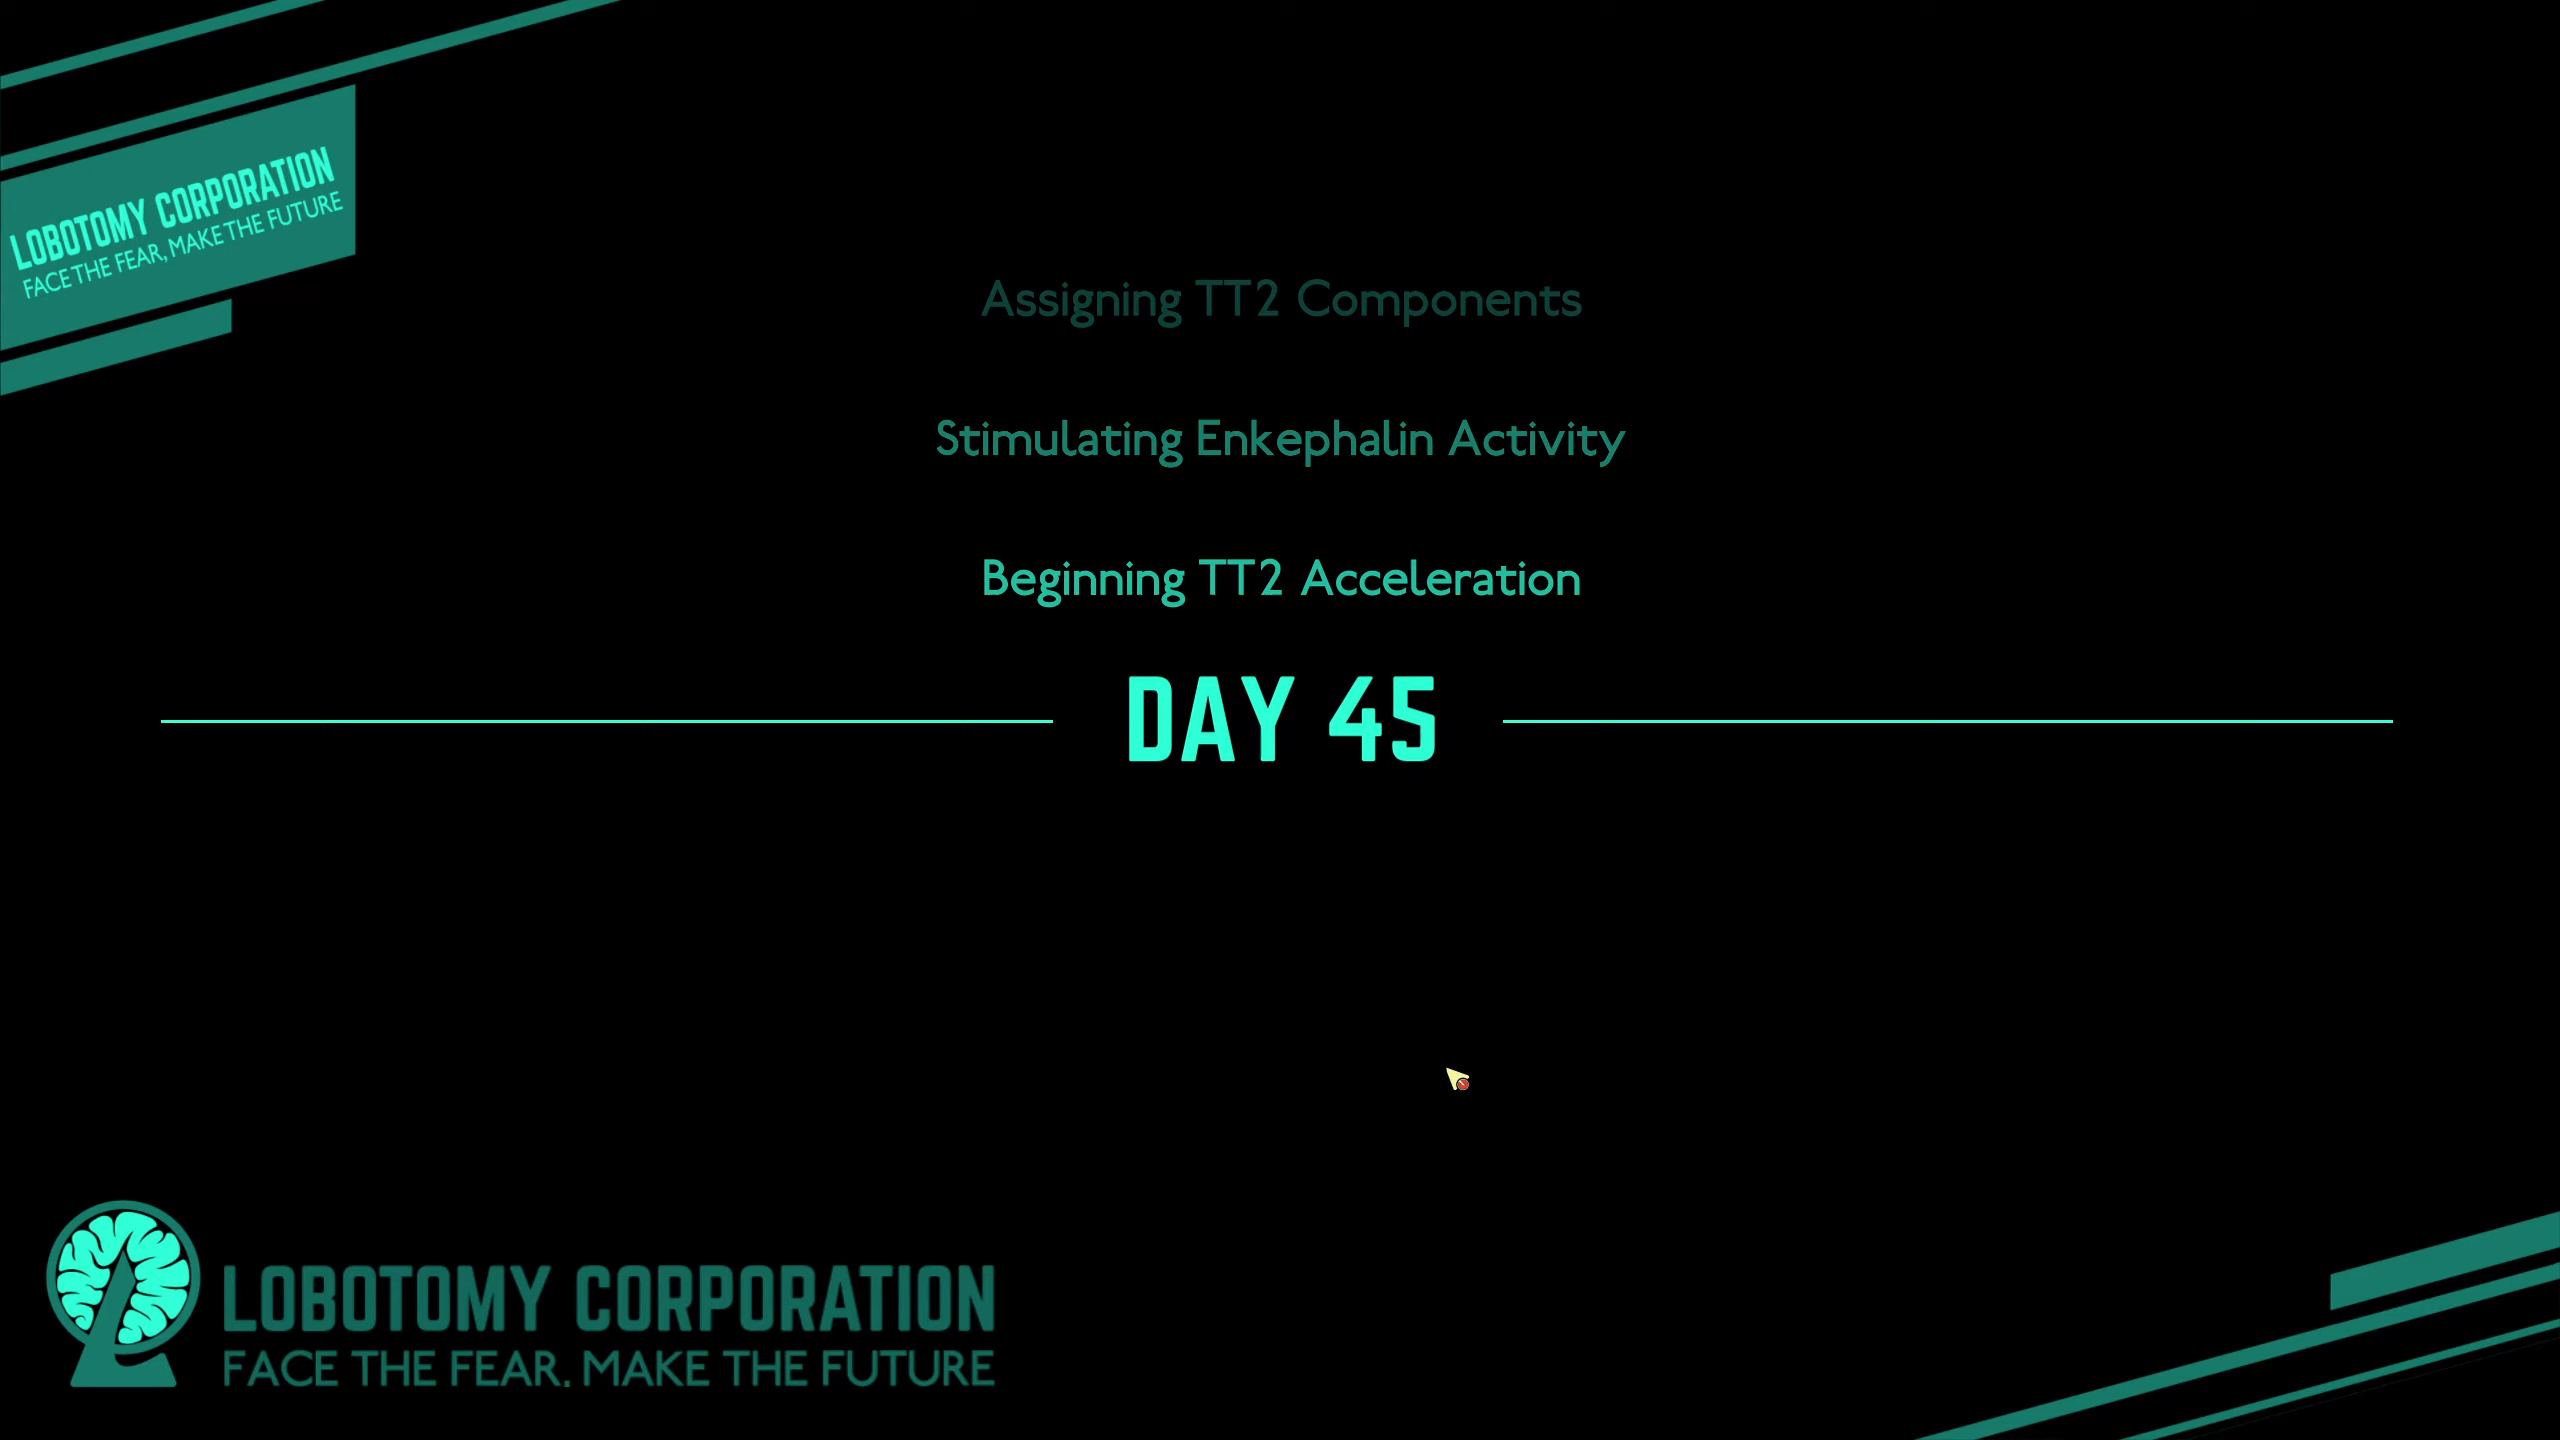 LOBOTOMY CORPORATION
FACE THE FEAR, MAKE THE FUTURE
Assigning TT2 Components
Stimulating Enkephalin Activity
Beginning TT2 Acceleration
DAY 45
LOBOTOMY CORPORATION
FACE THE FEAR. MAKE THE FUTURE